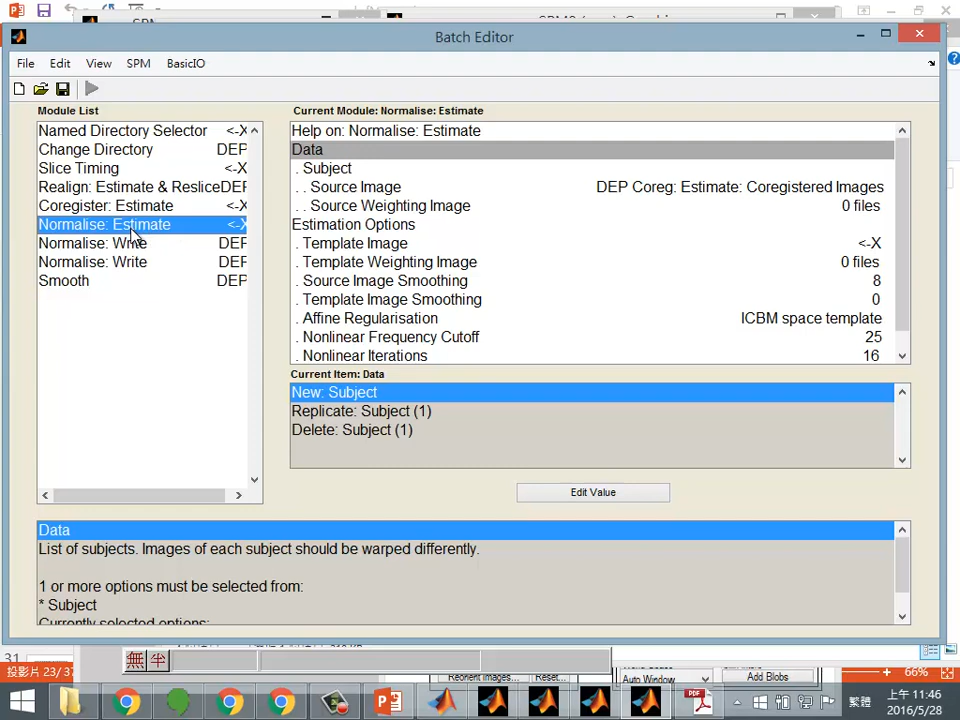 Batch Editor
File Edit View SPM BasicIO
Module List
Named Directory Selector <-X
Change Directory DEP
Slice Timing <-X
Realign: Estimate & Reslice DEP
Coregister: Estimate <-X
Normalise: Estimate <-X
Normalise: Write DEP
Normalise: Write DEP
Smooth DEP
Current Module: Normalise: Estimate
Help on: Normalise: Estimate
Data
. Subject
. . Source Image DEP Coreg: Estimate: Coregistered Images
. . Source Weighting Image 0 files
Estimation Options
. Template Image <-X
. Template Weighting Image 0 files
. Source Image Smoothing 8
. Template Image Smoothing 0
. Affine Regularisation ICBM space template
. Nonlinear Frequency Cutoff 25
. Nonlinear Iterations 16
Current Item: Data
New: Subject
Replicate: Subject (1)
Delete: Subject (1)
Edit Value
Data
List of subjects. Images of each subject should be warped differently.
1 or more options must be selected from:
* Subject
Currently selected options:
31
無 半
投影片 23/37
Reorient Images... Reset...
Auto Window
Add Blobs
66%
PDF
繁體
上午 11:46
2016/5/28